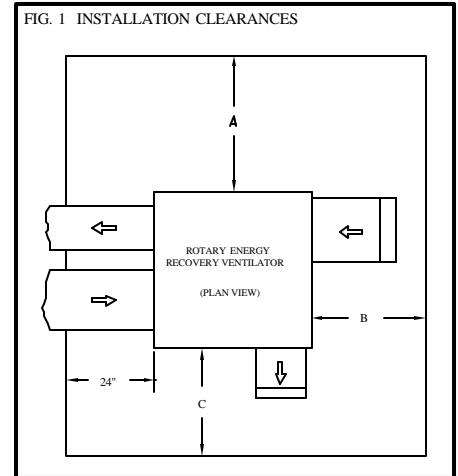 FIG. 1 INSTALLATION CLEARANCES
A
ROTARY ENERGY
RECOVERY VENTILATOR
(PLAN VIEW)
B
24"
C